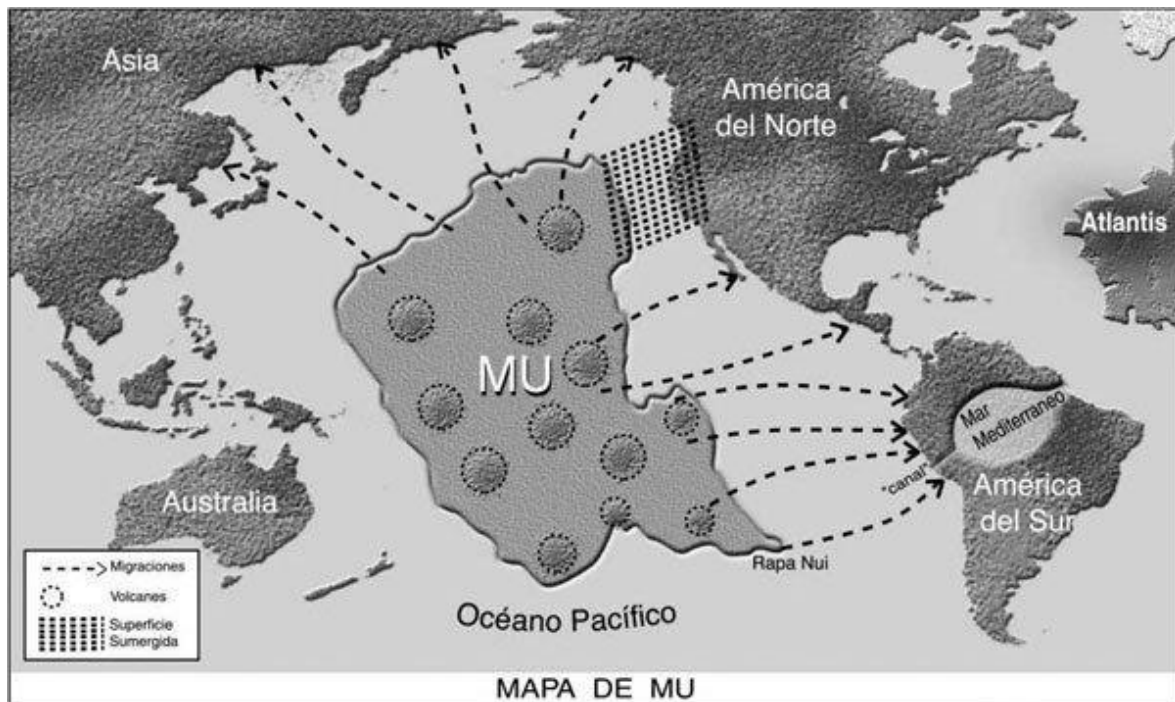 Asia
América
del Norte
Atlantis
MU
Mar
Mediterraneo
"canal"
Australia
América
del Sur
Rapa Nui
Migraciones
Volcanes
Superficie
Sumergida
Océano Pacífico
MAPA DE MU